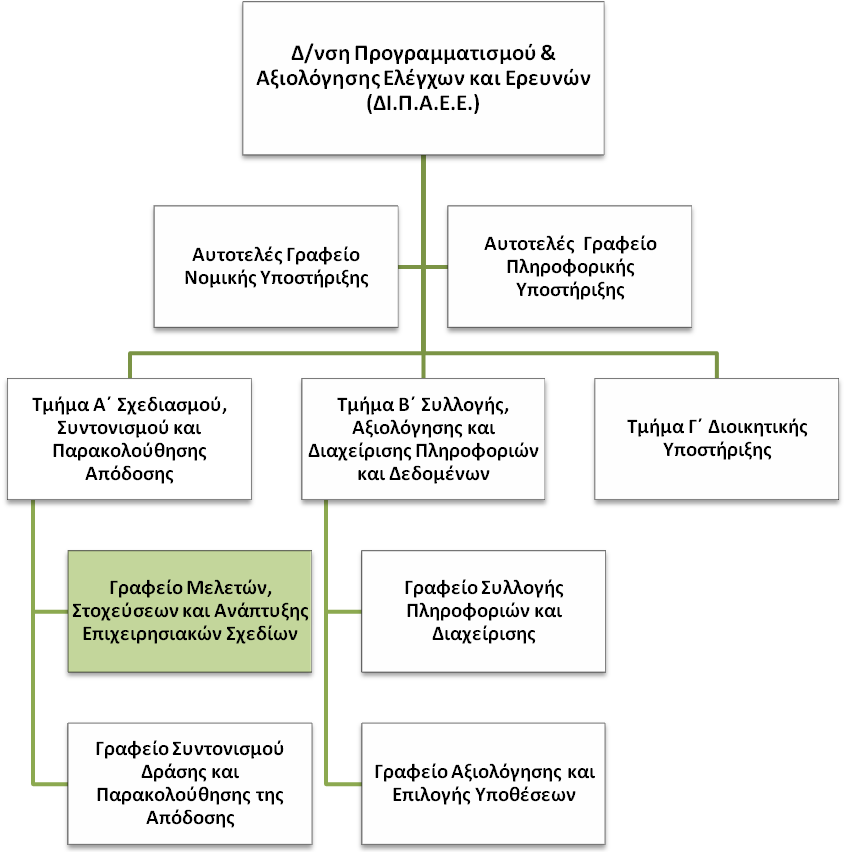 Δ/νση Προγραμματισμού &
Αξιολόγησης Ελέγχων και Ερευνών
(ΔΙ.Π.Α.Ε.Ε.)
Αυτοτελές Γραφείο
Νομικής Υποστήριξης
Αυτοτελές Γραφείο
Πληροφορικής
Υποστήριξης
Τμήμα Α΄ Σχεδιασμού,
Συντονισμού και
Παρακολούθησης
Απόδοσης
Τμήμα Β΄ Συλλογής,
Αξιολόγησης και
Διαχείρισης Πληροφοριών
και Δεδομένων
Τμήμα Γ΄ Διοικητικής
Υποστήριξης
Γραφείο Μελετών,
Στοχεύσεων και Ανάπτυξης
Επιχειρησιακών Σχεδίων
Γραφείο Συλλογής
Πληροφοριών και
Διαχείρισης
Γραφείο Συντονισμού
Δράσης και
Παρακολούθησης της
Απόδοσης
Γραφείο Αξιολόγησης και
Επιλογής Υποθέσεων